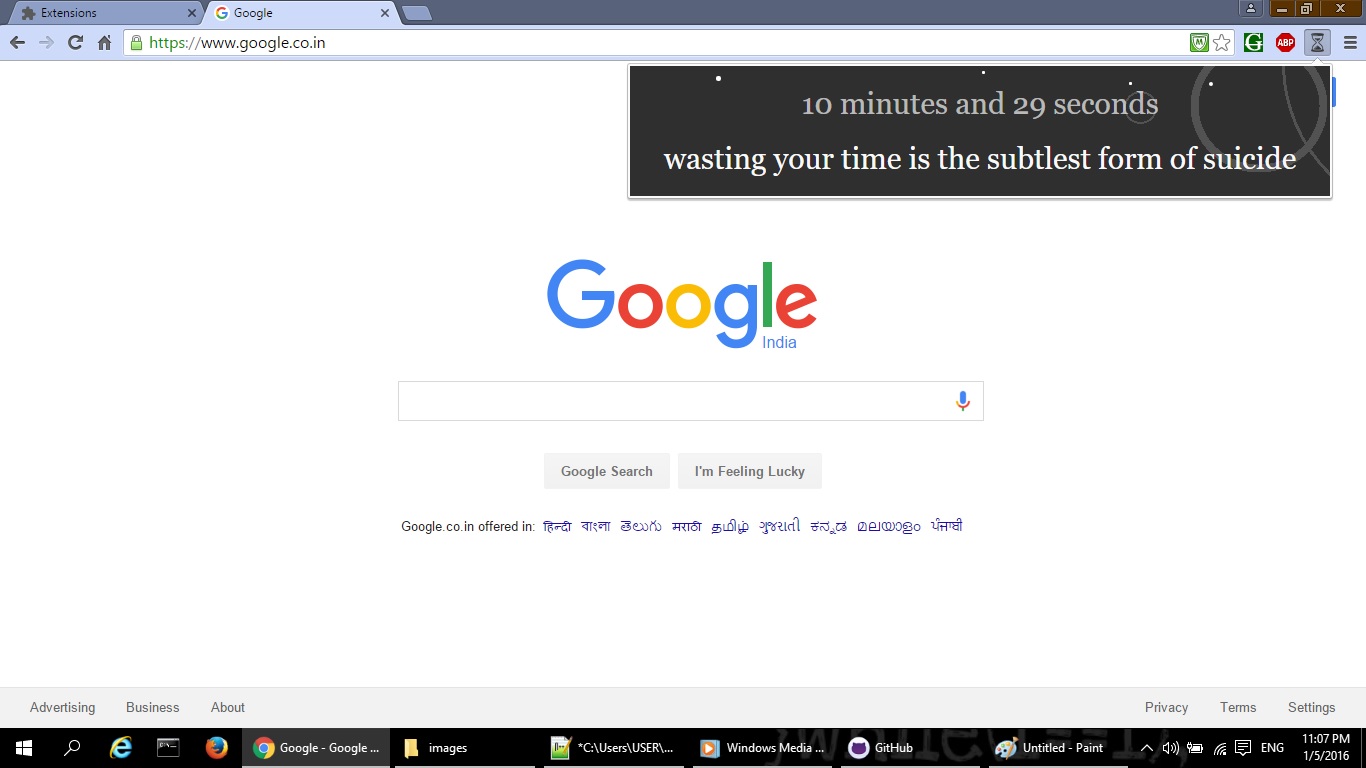 Extensions
Google
https://www.google.co.in
ABP
10 minutes and 29 seconds
wasting your time is the subtlest form of suicide
Google
India
Google Search
I'm Feeling Lucky
Google.co.in offered in: हिन्दी বাংলা తెలుగు मराठी தமிழ் ગુજરાતી ಕನ್ನಡ മലയാളം ਪੰਜਾਬੀ
Advertising Business About Privacy Terms Settings
Google - Google ...
images
*C:\Users\USER\...
Windows Media ...
GitHub
Untitled - Paint
ENG
11:07 PM
1/5/2016